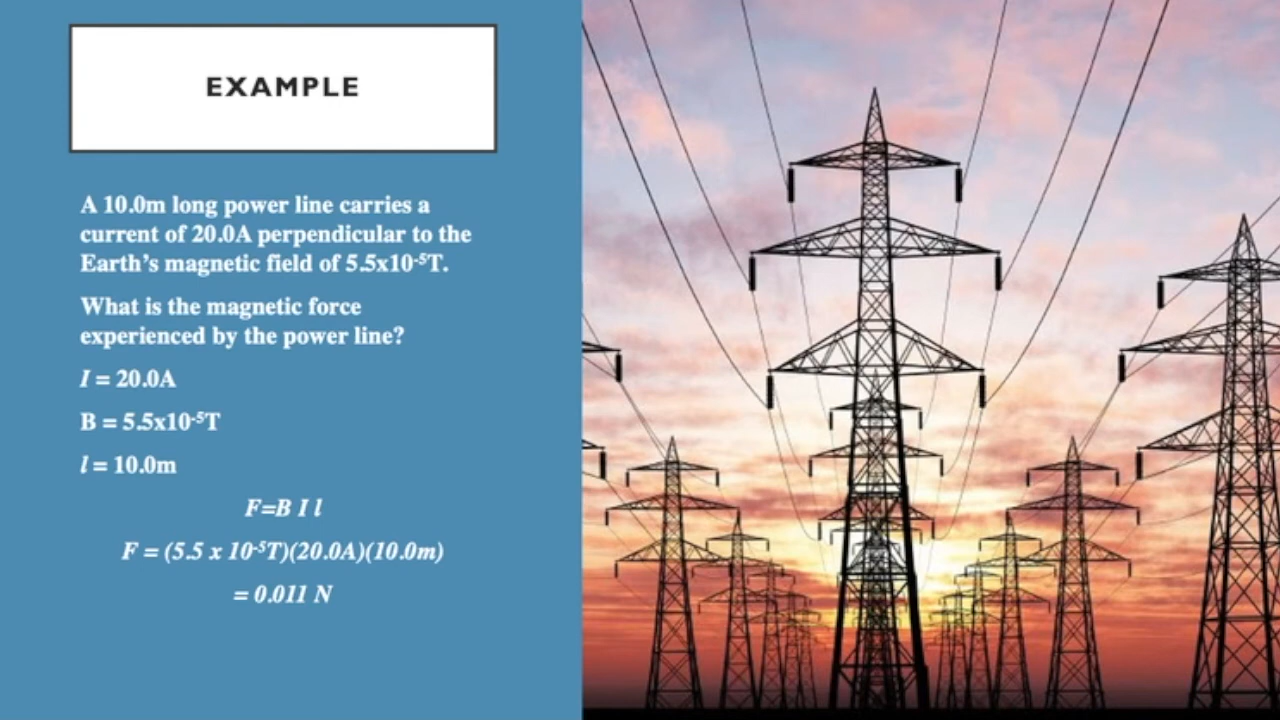 EXAMPLE
A 10.0m long power line carries a
current of 20.0A perpendicular to the
Earth’s magnetic field of 5.5x10⁻⁵T.
What is the magnetic force
experienced by the power line?
I = 20.0A
B = 5.5x10⁻⁵T
l = 10.0m
F=B I l
F = (5.5 x 10⁻⁵T)(20.0A)(10.0m)
= 0.011 N